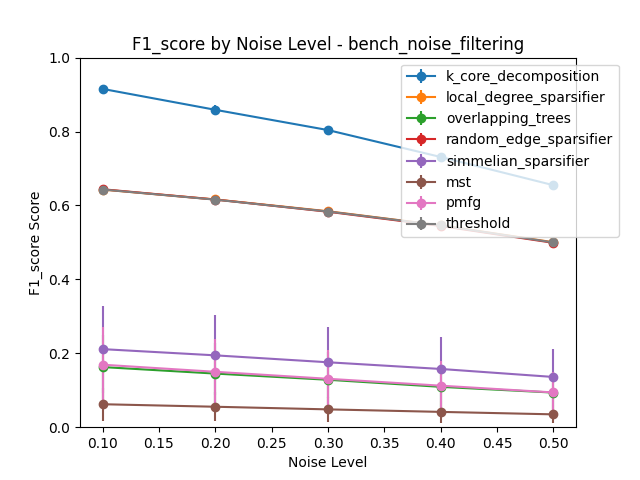 F1_score by Noise Level - bench_noise_filtering
F1_score Score
1.0
0.8
0.6
0.4
0.2
0.0
k_core_decomposition
local_degree_sparsifier
overlapping_trees
random_edge_sparsifier
simmelian_sparsifier
mst
pmfg
threshold
0.10
0.15
0.20
0.25
0.30
0.35
0.40
0.45
0.50
Noise Level